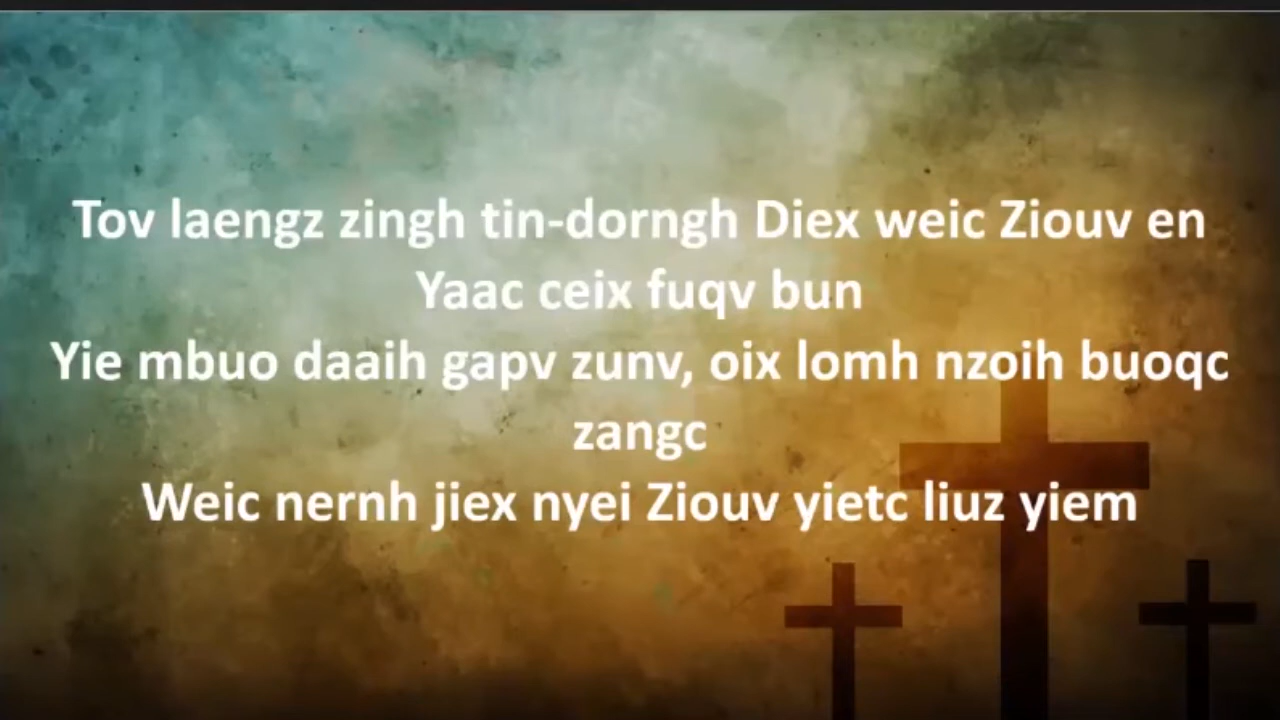 Tov laengz zingh tin-dorngh Diex weic Ziouv en
Yaac ceix fuqv bun
Yie mbuo daaih gapv zunv, oix lomh nzoih buoqc
zangc
Weic nernh jiex nyei Ziouv yietc liuz yiem